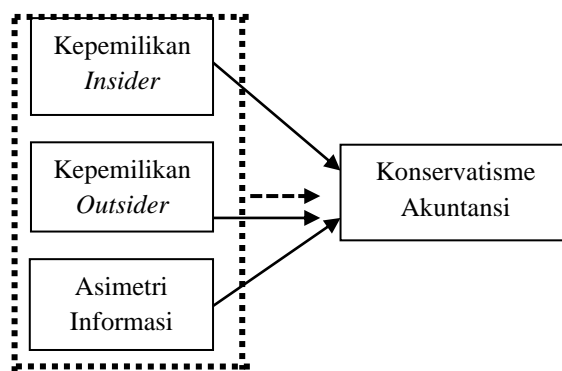 Kepemilikan
Insider
Kepemilikan
Outsider
Asimetri
Informasi
Konservatisme
Akuntansi